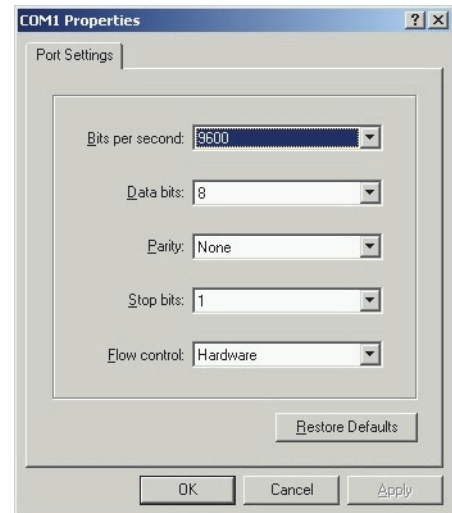 COM1 Properties
Port Settings
Bits per second: 9600
Data bits: 8
Parity: None
Stop bits: 1
Flow control: Hardware
Restore Defaults
OK Cancel Apply